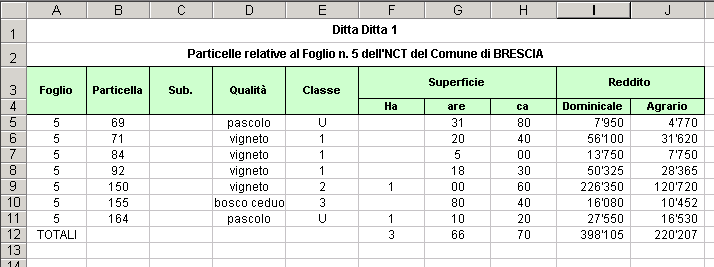 A B C D E F G H I J
1 Ditta Ditta 1
2 Particelle relative al Foglio n. 5 dell'NCT del Comune di BRESCIA
3 Foglio Particella Sub. Qualità Classe Superficie Reddito
4 Ha are ca Dominicale Agrario
5 5 69 pascolo U 31 80 7'950 4'770
6 5 71 vigneto 1 20 40 56'100 31'620
7 5 84 vigneto 1 5 00 13'750 7'750
8 5 92 vigneto 1 18 30 50'325 28'365
9 5 150 vigneto 2 1 00 60 226'350 120'720
10 5 155 bosco ceduo 3 80 40 16'080 10'452
11 5 164 pascolo U 1 10 20 27'550 16'530
12 TOTALI 3 66 70 398'105 220'207
13
14